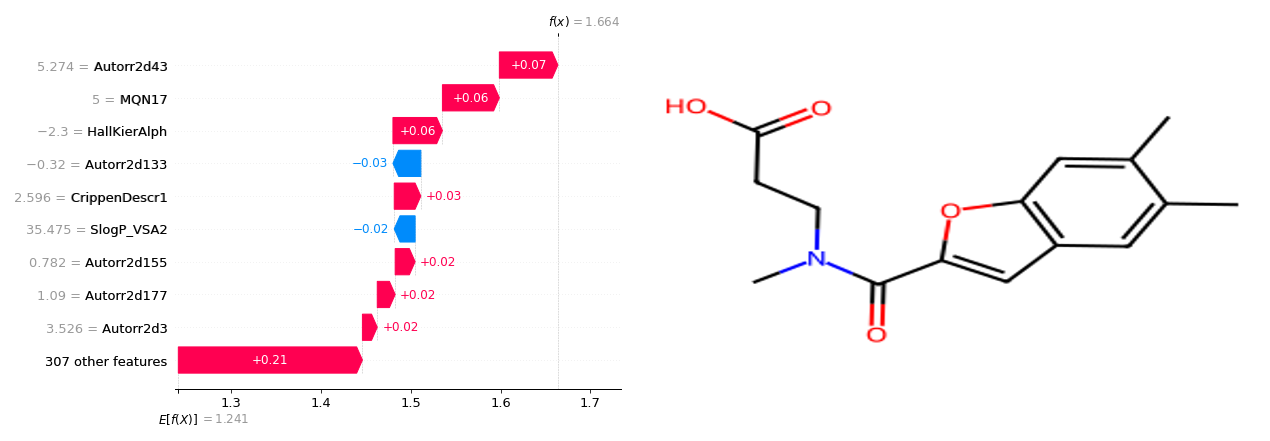 f(x) = 1.664
5.274 = Autorr2d43
+0.07
5 = MQN17
+0.06
−2.3 = HallKierAlph
+0.06
−0.32 = Autorr2d133
−0.03
2.596 = CrippenDescr1
+0.03
35.475 = SlogP_VSA2
−0.02
0.782 = Autorr2d155
+0.02
1.09 = Autorr2d177
+0.02
3.526 = Autorr2d3
+0.02
307 other features
+0.21
1.3 1.4 1.5 1.6 1.7
E[f(X)] = 1.241
HO
O
O
N
O